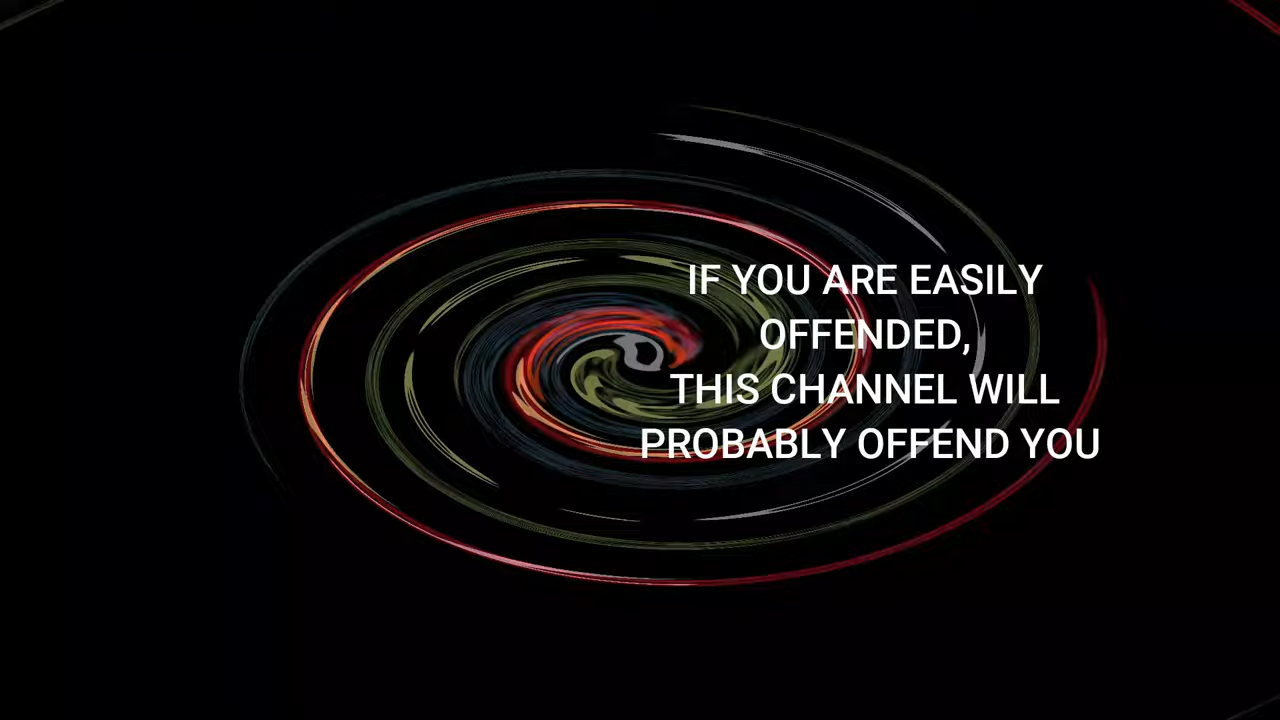 IF YOU ARE EASILY
OFFENDED,
THIS CHANNEL WILL
PROBABLY OFFEND YOU